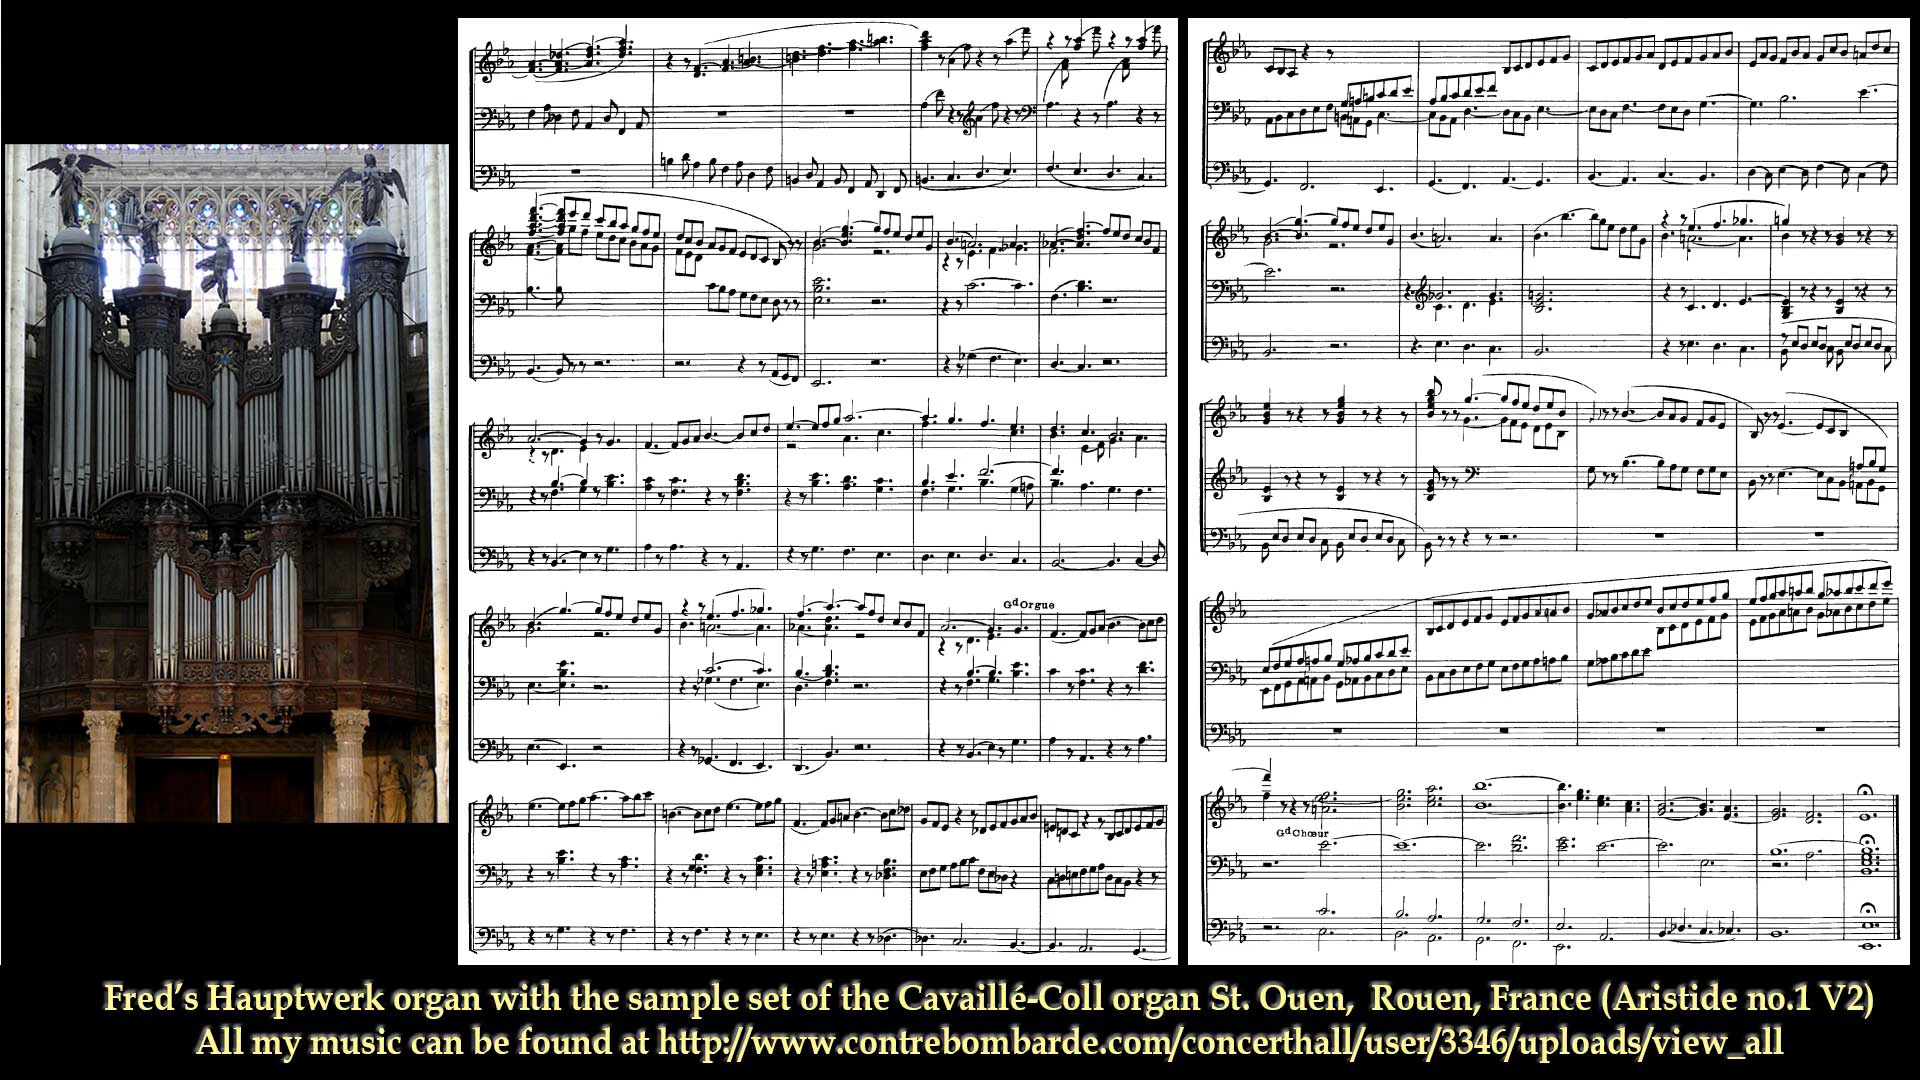 Gd Orgue
Gd Chœur
Fred's Hauptwerk organ with the sample set of the Cavaillé-Coll organ St. Ouen, Rouen, France (Aristide no.1 V2)
All my music can be found at http://www.contrebombarde.com/concerthall/user/3346/uploads/view_all